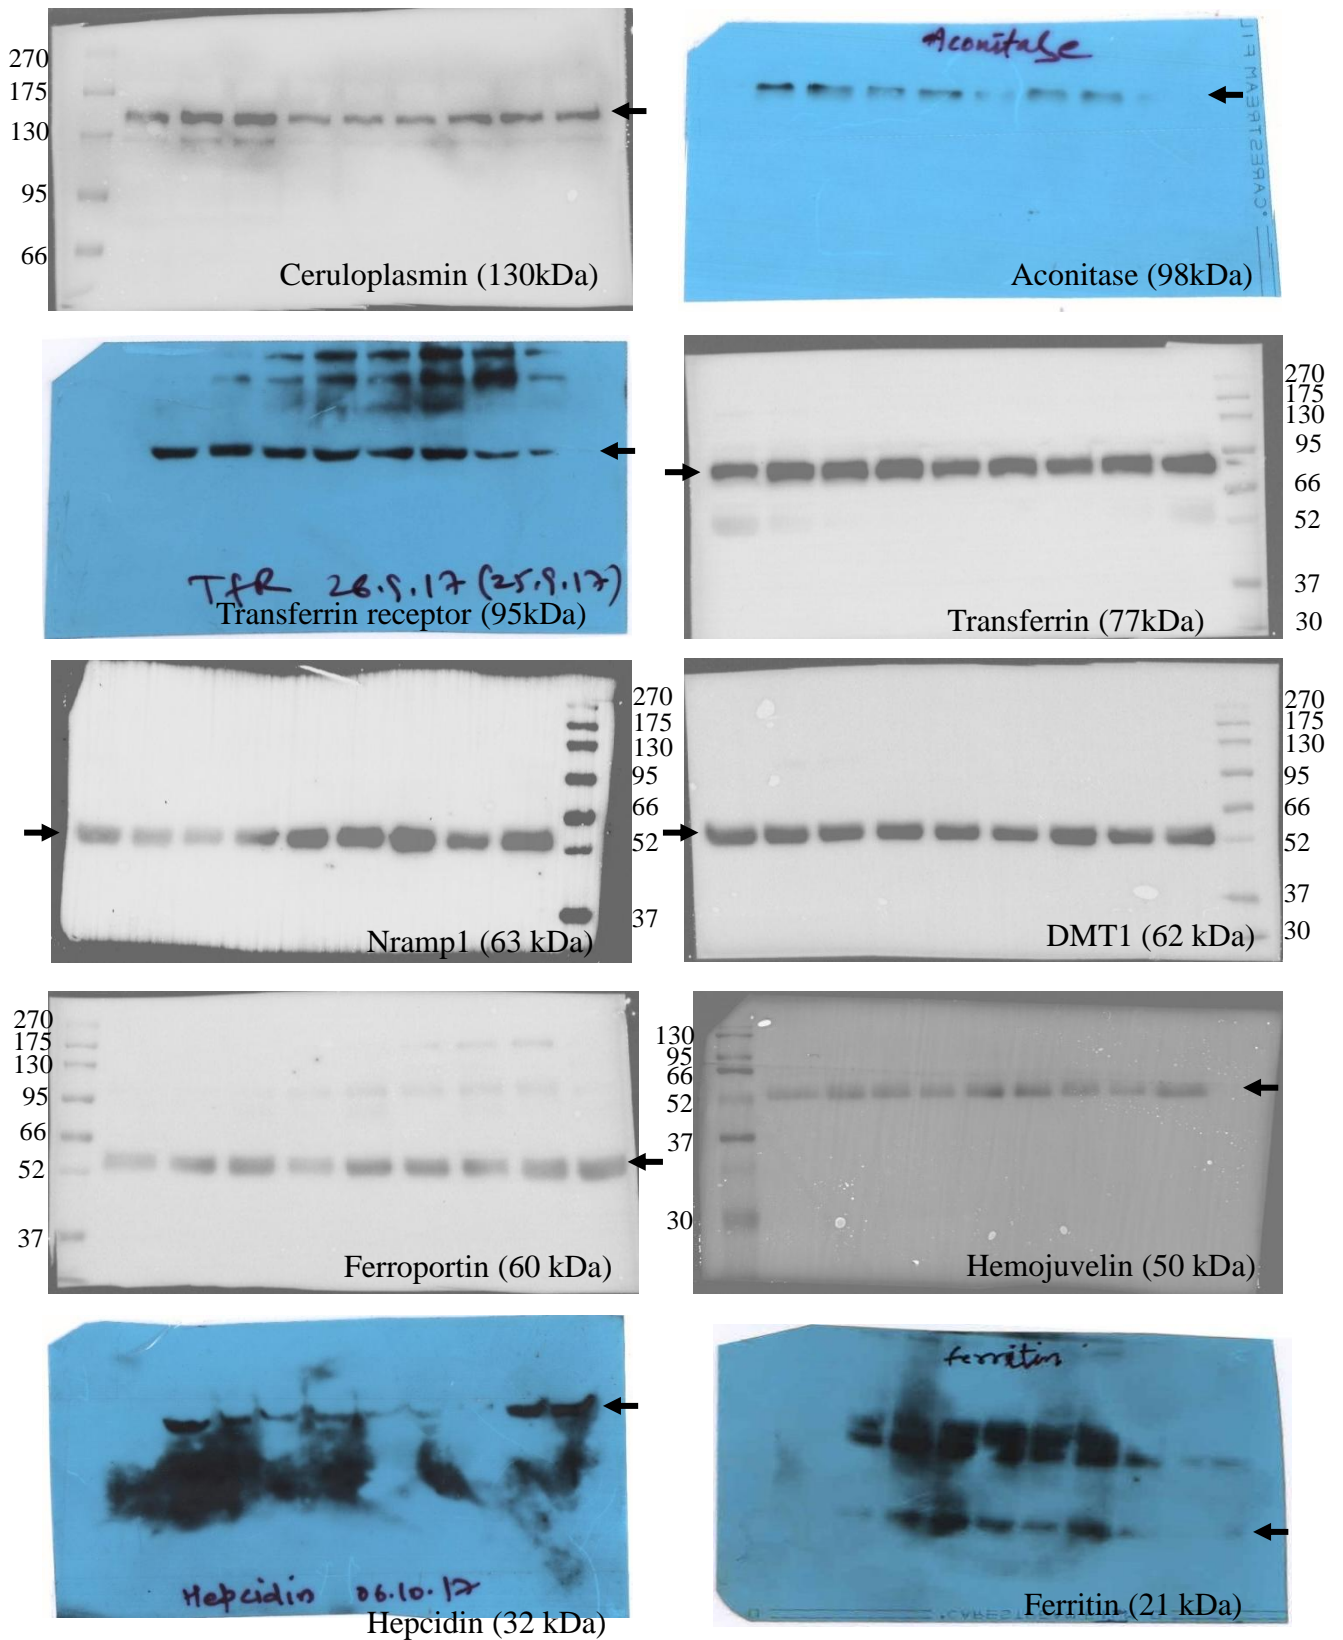 270
175
130
95
66
Ceruloplasmin (130kDa)
Aconitase
CARESTREAM FIL
Aconitase (98kDa)
TfR 26.9.17 (25.9.17)
Transferrin receptor (95kDa)
270
175
130
95
66
52
37
30
Transferrin (77kDa)
270
175
130
95
66
52
37
Nramp1 (63 kDa)
270
175
130
95
66
52
37
30
DMT1 (62 kDa)
270
175
130
95
66
52
37
Ferroportin (60 kDa)
130
95
66
52
37
30
Hemojuvelin (50 kDa)
Hepcidin 06.10.17
Hepcidin (32 kDa)
ferritin
Ferritin (21 kDa)